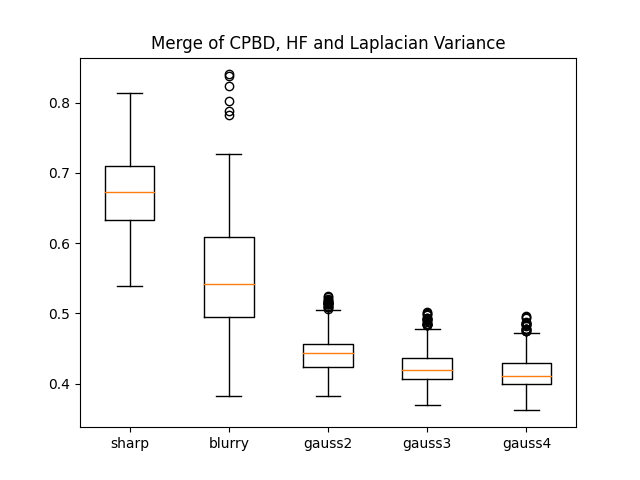 Merge of CPBD, HF and Laplacian Variance
0.8
0.7
0.6
0.5
0.4
sharp blurry gauss2 gauss3 gauss4